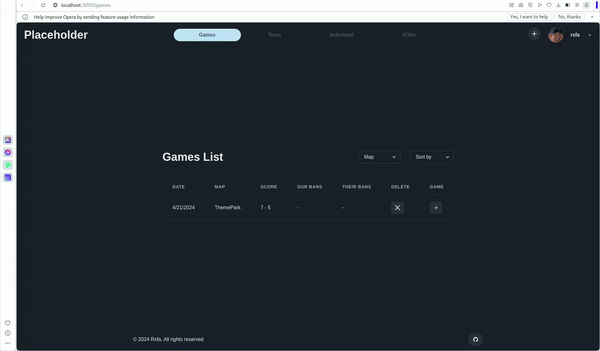 localhost:3000/games
Help improve Opera by sending feature usage information
Yes, I want to help
No, thanks
Placeholder
Games
Team
Individual
VODs
rxfa
Games List
Map
Sort by
DATE MAP SCORE OUR BANS THEIR BANS DELETE GAME
4/21/2024 ThemePark 7 - 5 - -
© 2024 Rxfa. All rights reserved